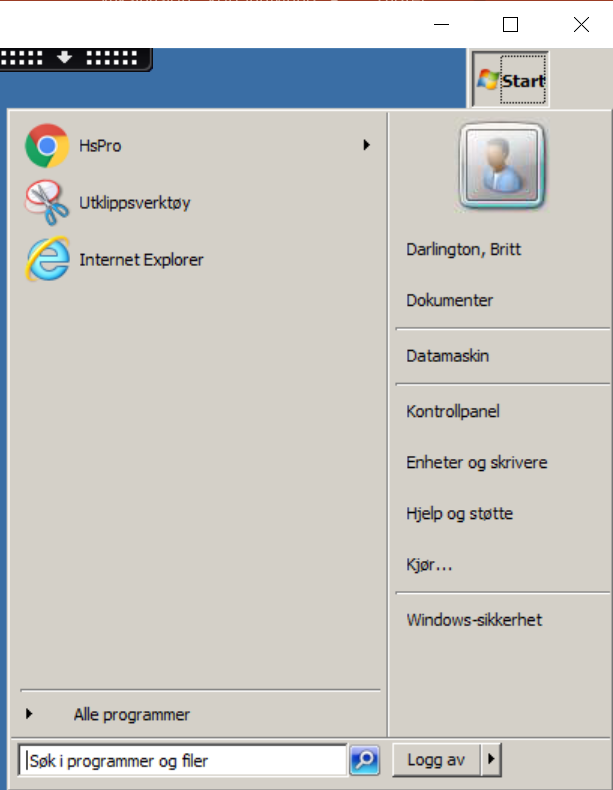 Start
HsPro
Utklippsverktøy
Internet Explorer
Darlington, Britt
Dokumenter
Datamaskin
Kontrollpanel
Enheter og skrivere
Hjelp og støtte
Kjør...
Windows-sikkerhet
Alle programmer
Søk i programmer og filer
Logg av